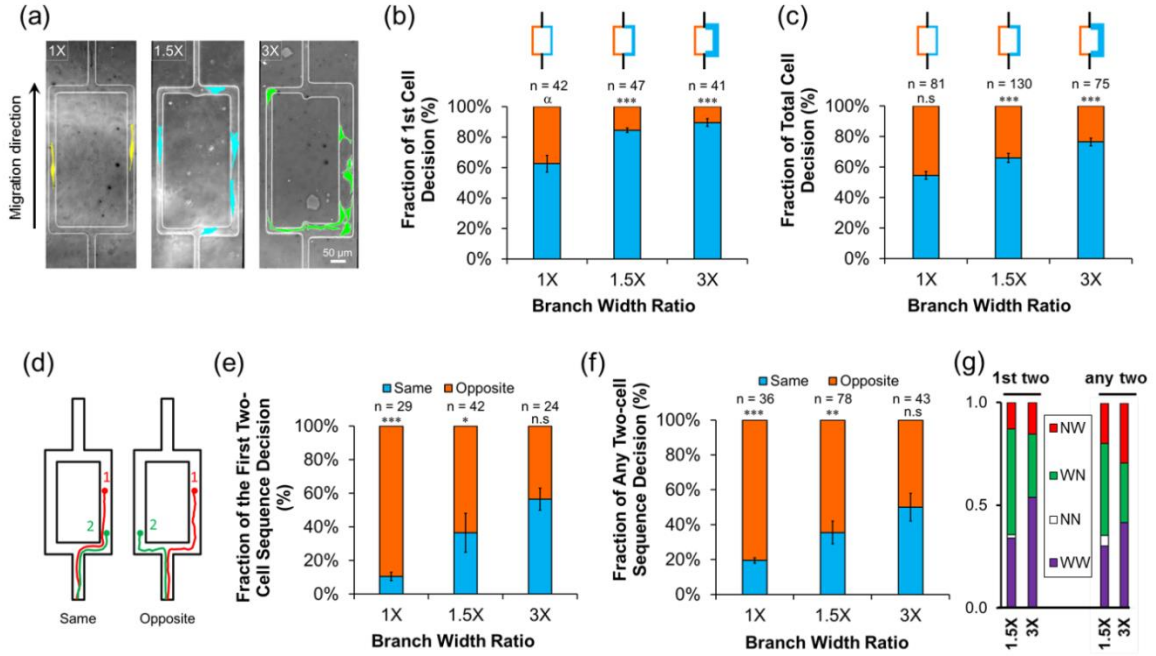 (a)
1X
1.5X
3X
Migration direction
50 µm
(b)
n = 42
n = 47
n = 41
α
***
***
Fraction of 1st Cell
Decision (%)
100%
80%
60%
40%
20%
0%
1X
1.5X
3X
Branch Width Ratio
(c)
n = 81
n = 130
n = 75
n.s
***
***
Fraction of Total Cell
Decision (%)
100%
80%
60%
40%
20%
0%
1X
1.5X
3X
Branch Width Ratio
(d)
1
2
Same
1
2
Opposite
(e)
Same
Opposite
n = 29
n = 42
n = 24
***
*
n.s
Fraction of the First Two-
Cell Sequence Decision
(%)
100%
80%
60%
40%
20%
0%
1X
1.5X
3X
Branch Width Ratio
(f)
Same
Opposite
n = 36
n = 78
n = 43
***
**
n.s
Fraction of Any Two-cell
Sequence Decision (%)
100%
80%
60%
40%
20%
0%
1X
1.5X
3X
Branch Width Ratio
(g)
1st two
any two
1.0
0.5
0.0
NW
WN
NN
WW
1.5X
3X
1.5X
3X